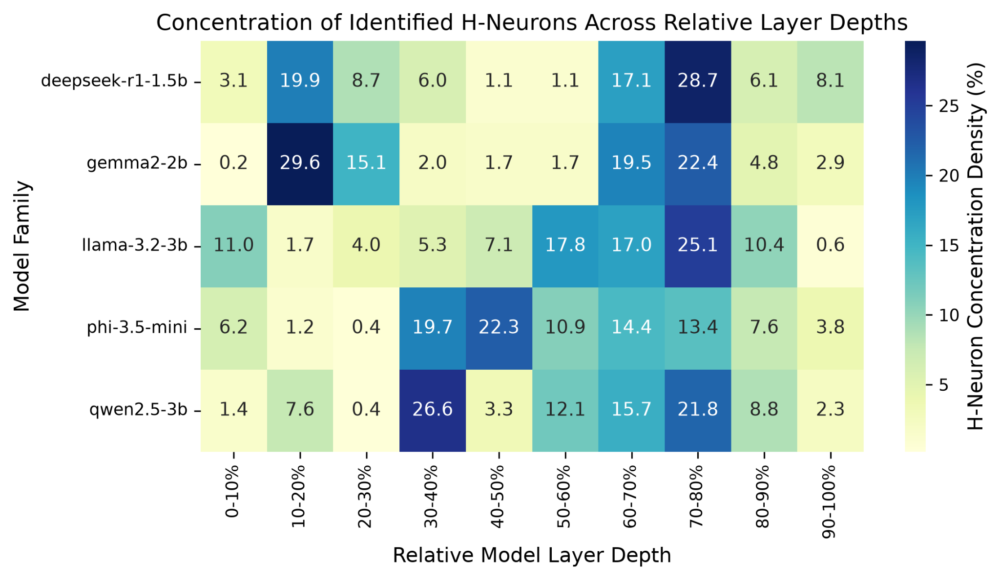 Concentration of Identified H-Neurons Across Relative Layer Depths
Model Family
deepseek-r1-1.5b 3.1 19.9 8.7 6.0 1.1 1.1 17.1 28.7 6.1 8.1
gemma2-2b 0.2 29.6 15.1 2.0 1.7 1.7 19.5 22.4 4.8 2.9
llama-3.2-3b 11.0 1.7 4.0 5.3 7.1 17.8 17.0 25.1 10.4 0.6
phi-3.5-mini 6.2 1.2 0.4 19.7 22.3 10.9 14.4 13.4 7.6 3.8
qwen2.5-3b 1.4 7.6 0.4 26.6 3.3 12.1 15.7 21.8 8.8 2.3
0-10% 10-20% 20-30% 30-40% 40-50% 50-60% 60-70% 70-80% 80-90% 90-100%
Relative Model Layer Depth
25
20
15
10
5
H-Neuron Concentration Density (%)